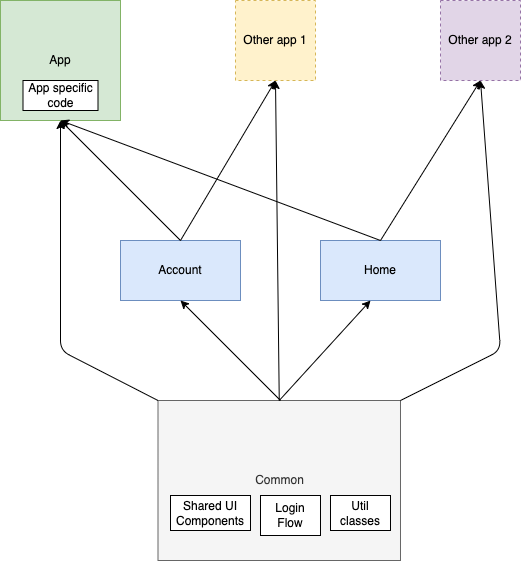 App
App specific
code
Other app 1
Other app 2
Account
Home
Common
Shared UI
Components
Login
Flow
Util
classes